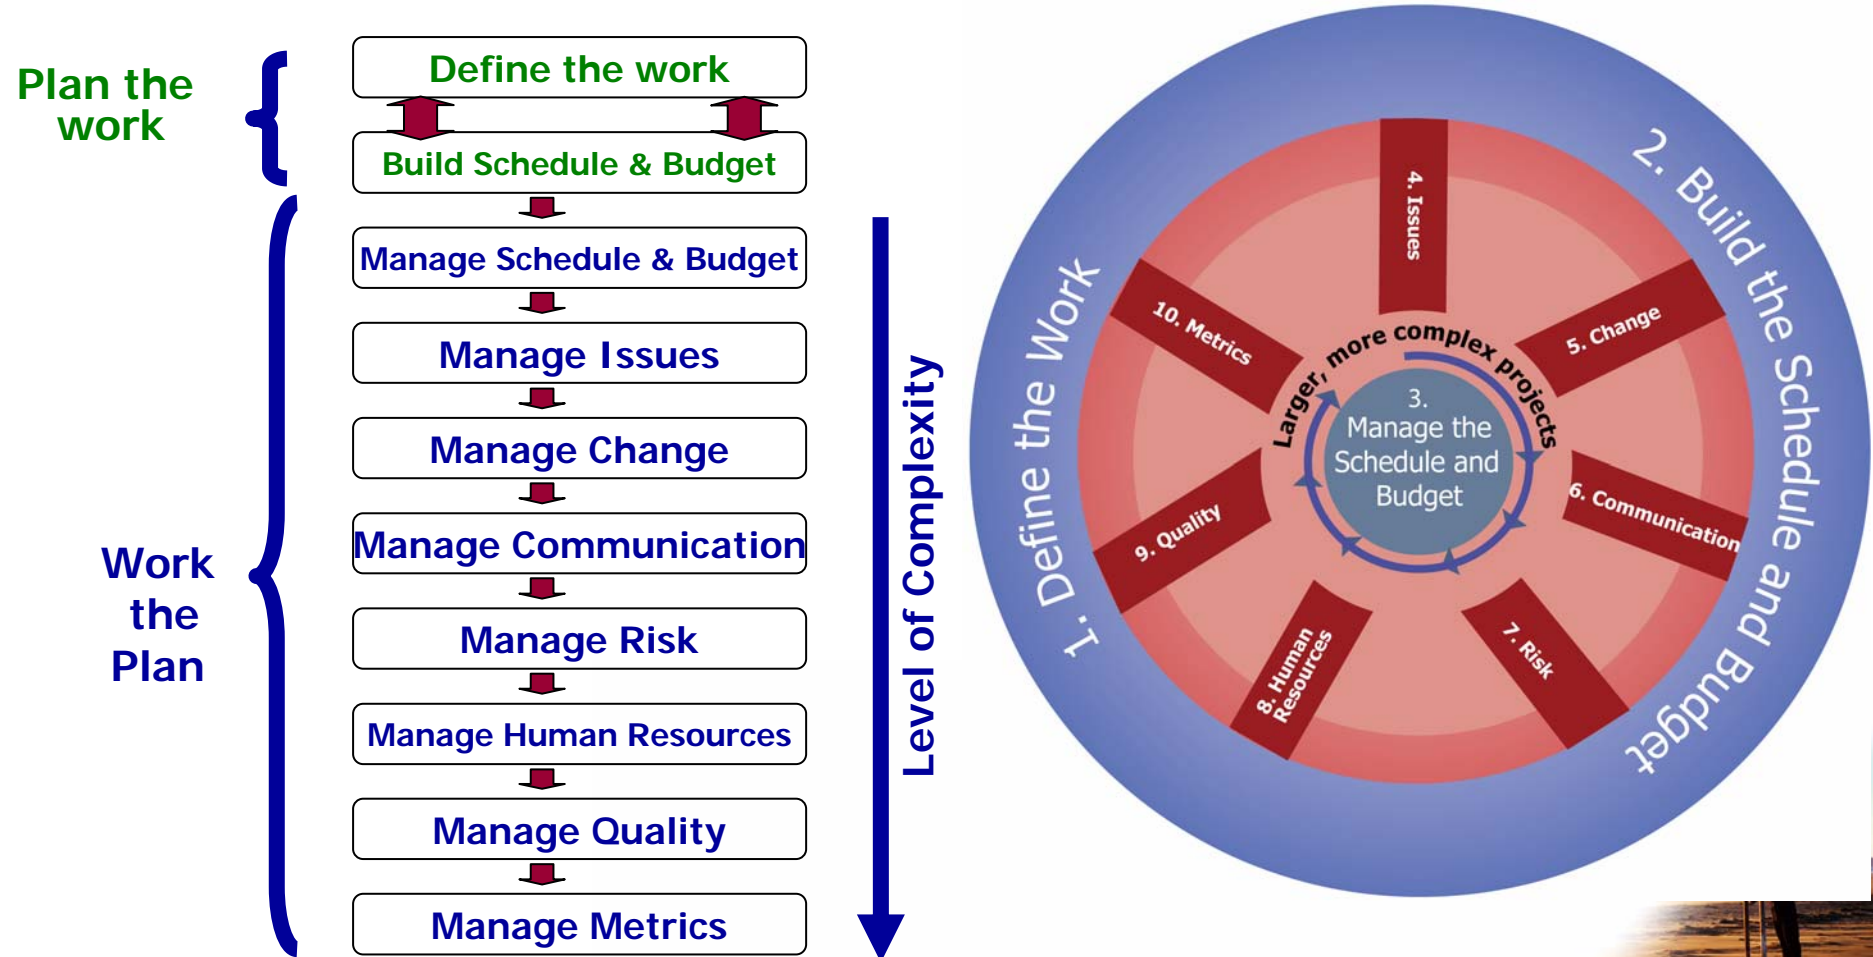 Plan the
work
Define the work
Build Schedule & Budget
Work
the
Plan
Manage Schedule & Budget
Manage Issues
Manage Change
Manage Communication
Manage Risk
Manage Human Resources
Manage Quality
Manage Metrics
Level of Complexity
1. Define the Work
2. Build the Schedule and Budget
4. Issues
5. Change
6. Communication
7. Risk
8. Human
Resources
9. Quality
10. Metrics
Larger, more complex projects
3.
Manage the
Schedule and
Budget